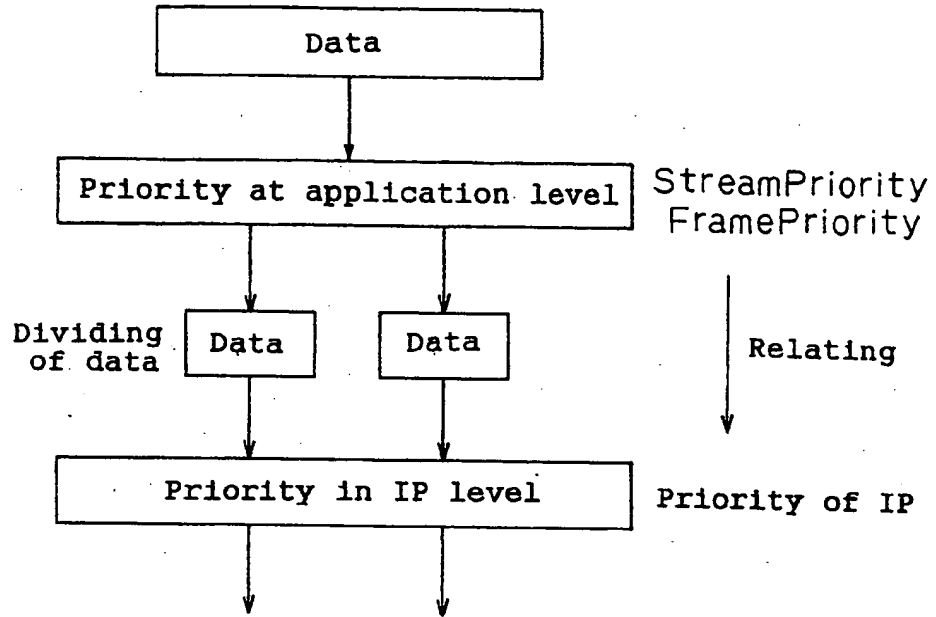 Data
Priority at application level
StreamPriority
FramePriority
Dividing
of data
Data
Data
Relating
Priority in IP level
Priority of IP